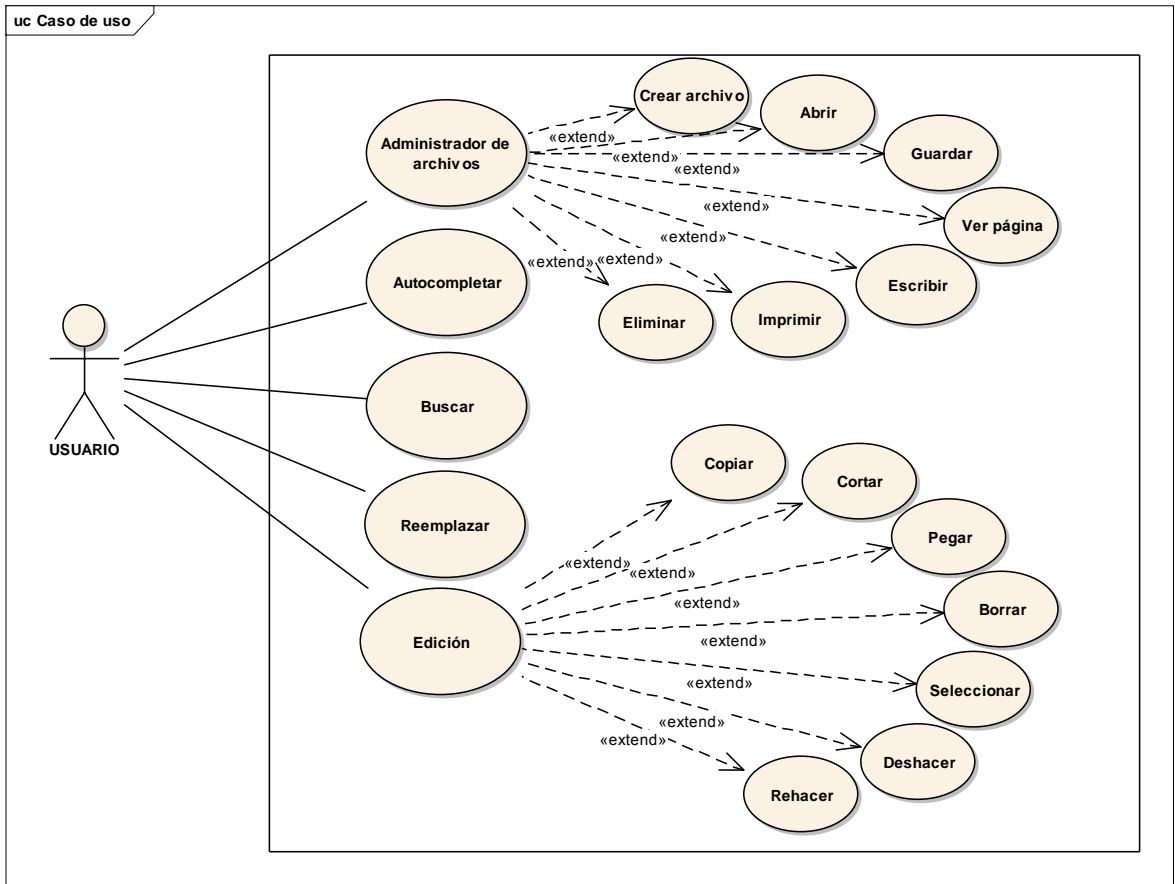 uc Caso de uso
USUARIO
Administrador de
archivos
Autocompletar
Buscar
Reemplazar
Edición
Crear archivo
Abrir
Guardar
Ver página
Escribir
Imprimir
Eliminar
«extend»
«extend»
«extend»
«extend»
«extend»
«extend»
«extend»
Copiar
Cortar
Pegar
Borrar
Seleccionar
Deshacer
Rehacer
«extend»
«extend»
«extend»
«extend»
«extend»
«extend»
«extend»